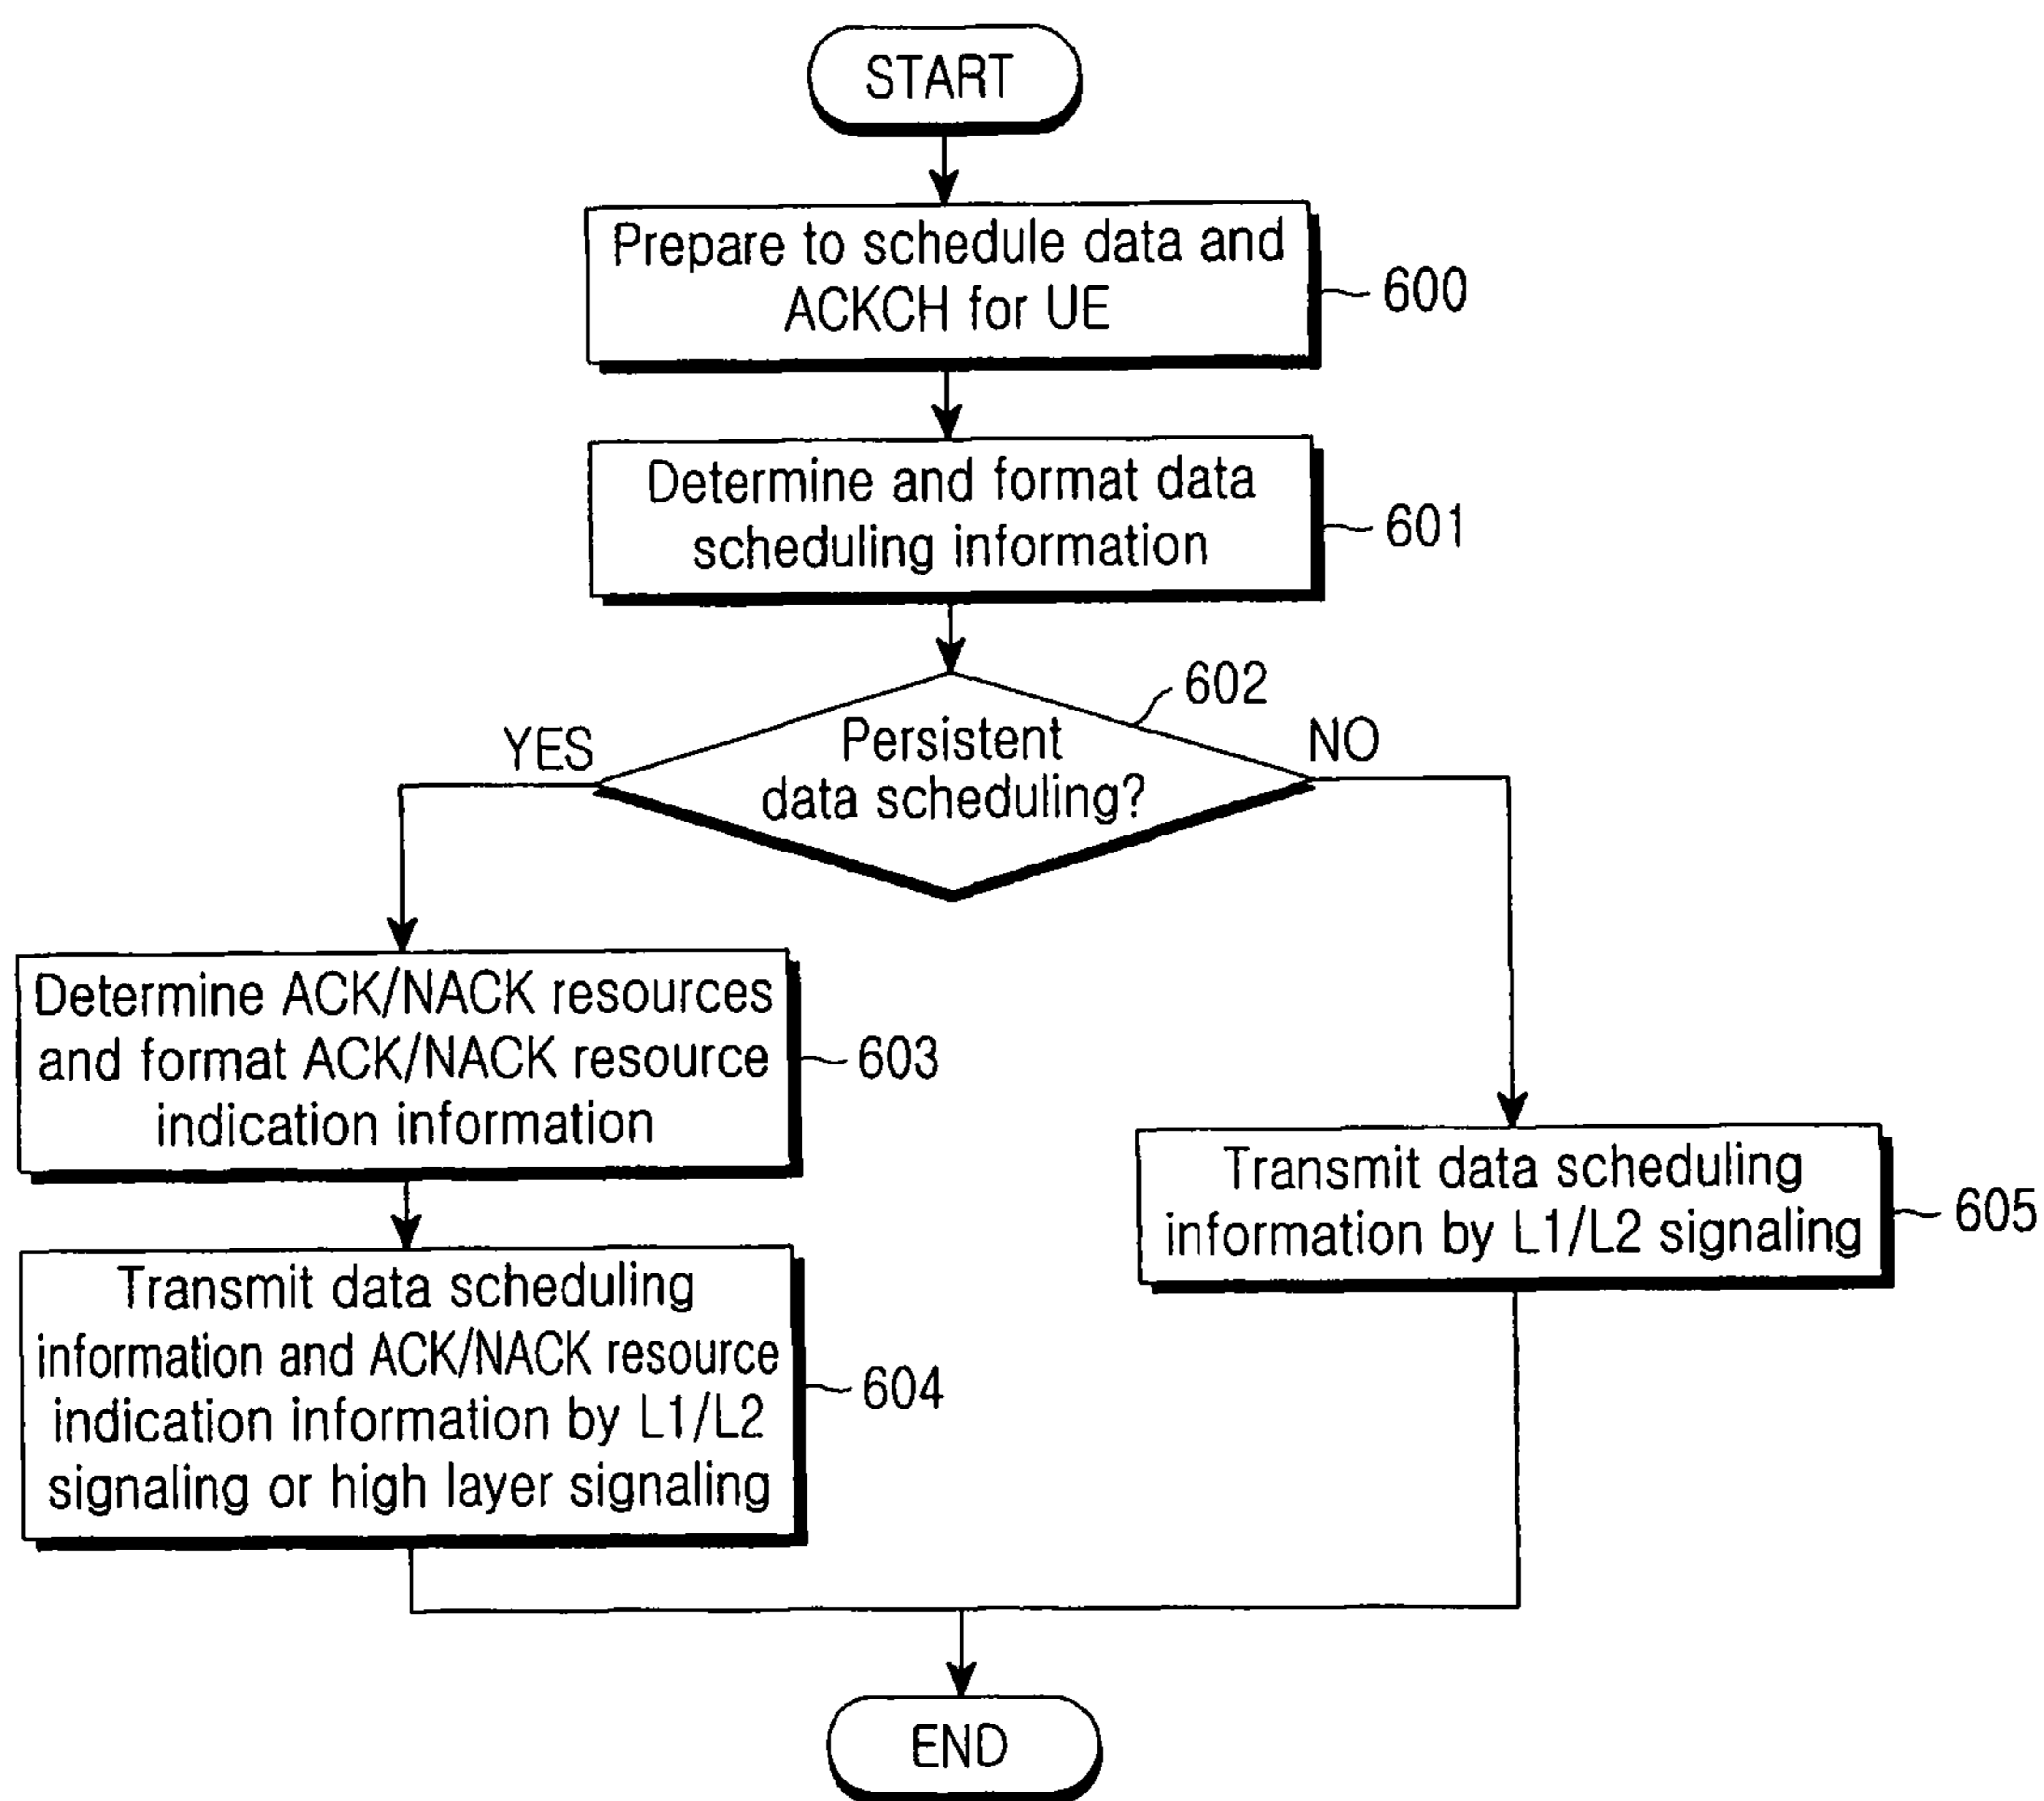 START
Prepare to schedule data and
ACKCH for UE
600
Determine and format data
scheduling information
601
602
YES
Persistent
data scheduling?
NO
Determine ACK/NACK resources
and format ACK/NACK resource
indication information
603
Transmit data scheduling
information by L1/L2 signaling
605
Transmit data scheduling
information and ACK/NACK resource
indication information by L1/L2
signaling or high layer signaling
604
END